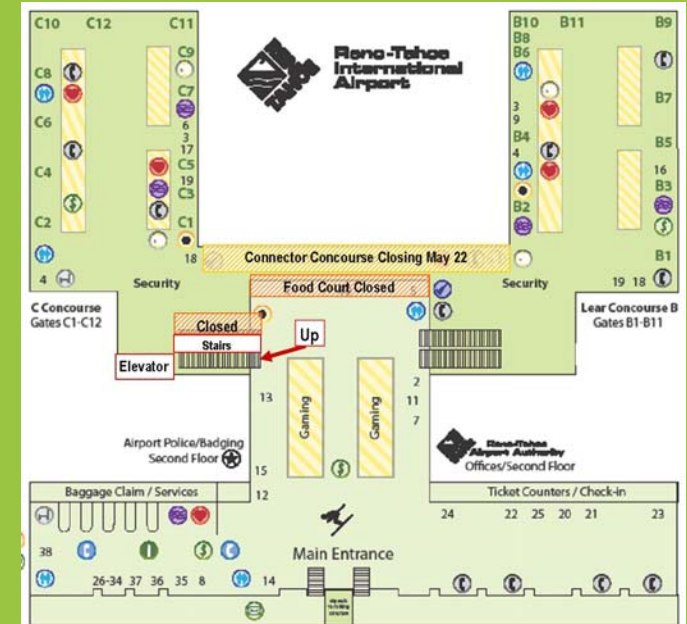 C10 C12 C11
C9
C8
C7
C6
6
3
17
C5
C4
19
C3
C2
C1
18
4
Reno-Tahoe
International
Airport
TAHOE
B10 B11 B9
B8
B6
3
9
B7
B4
4
B5
16
B3
B2
B1
19 18
Connector Concourse Closing May 22
Security
Food Court Closed
Security
C Concourse
Gates C1-C12
Lear Concourse B
Gates B1-B11
Closed
Stairs
Up
Elevator
Gaming
Gaming
13
2
11
7
Airport Police/Badging
Second Floor
Reno-Tahoe
Airport Authority
Offices/Second Floor
15
12
Baggage Claim / Services
Ticket Counters / Check-in
24 22 25 20 21 23
Main Entrance
38
26-34 37 36 35 8 14